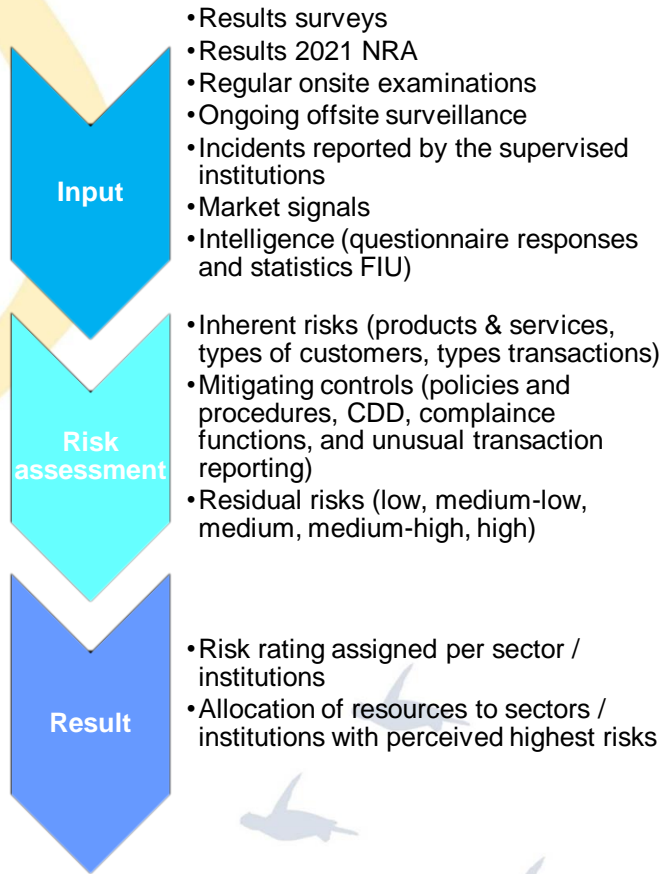 •Results surveys
•Results 2021 NRA
•Regular onsite examinations
•Ongoing offsite surveillance
•Incidents reported by the supervised
institutions
•Market signals
•Intelligence (questionnaire responses
and statistics FIU)
Input
•Inherent risks (products & services,
types of customers, types transactions)
•Mitigating controls (policies and
procedures, CDD, complaince
functions, and unusual transaction
reporting)
•Residual risks (low, medium-low,
medium, medium-high, high)
Risk
assessment
•Risk rating assigned per sector /
institutions
•Allocation of resources to sectors /
institutions with perceived highest risks
Result